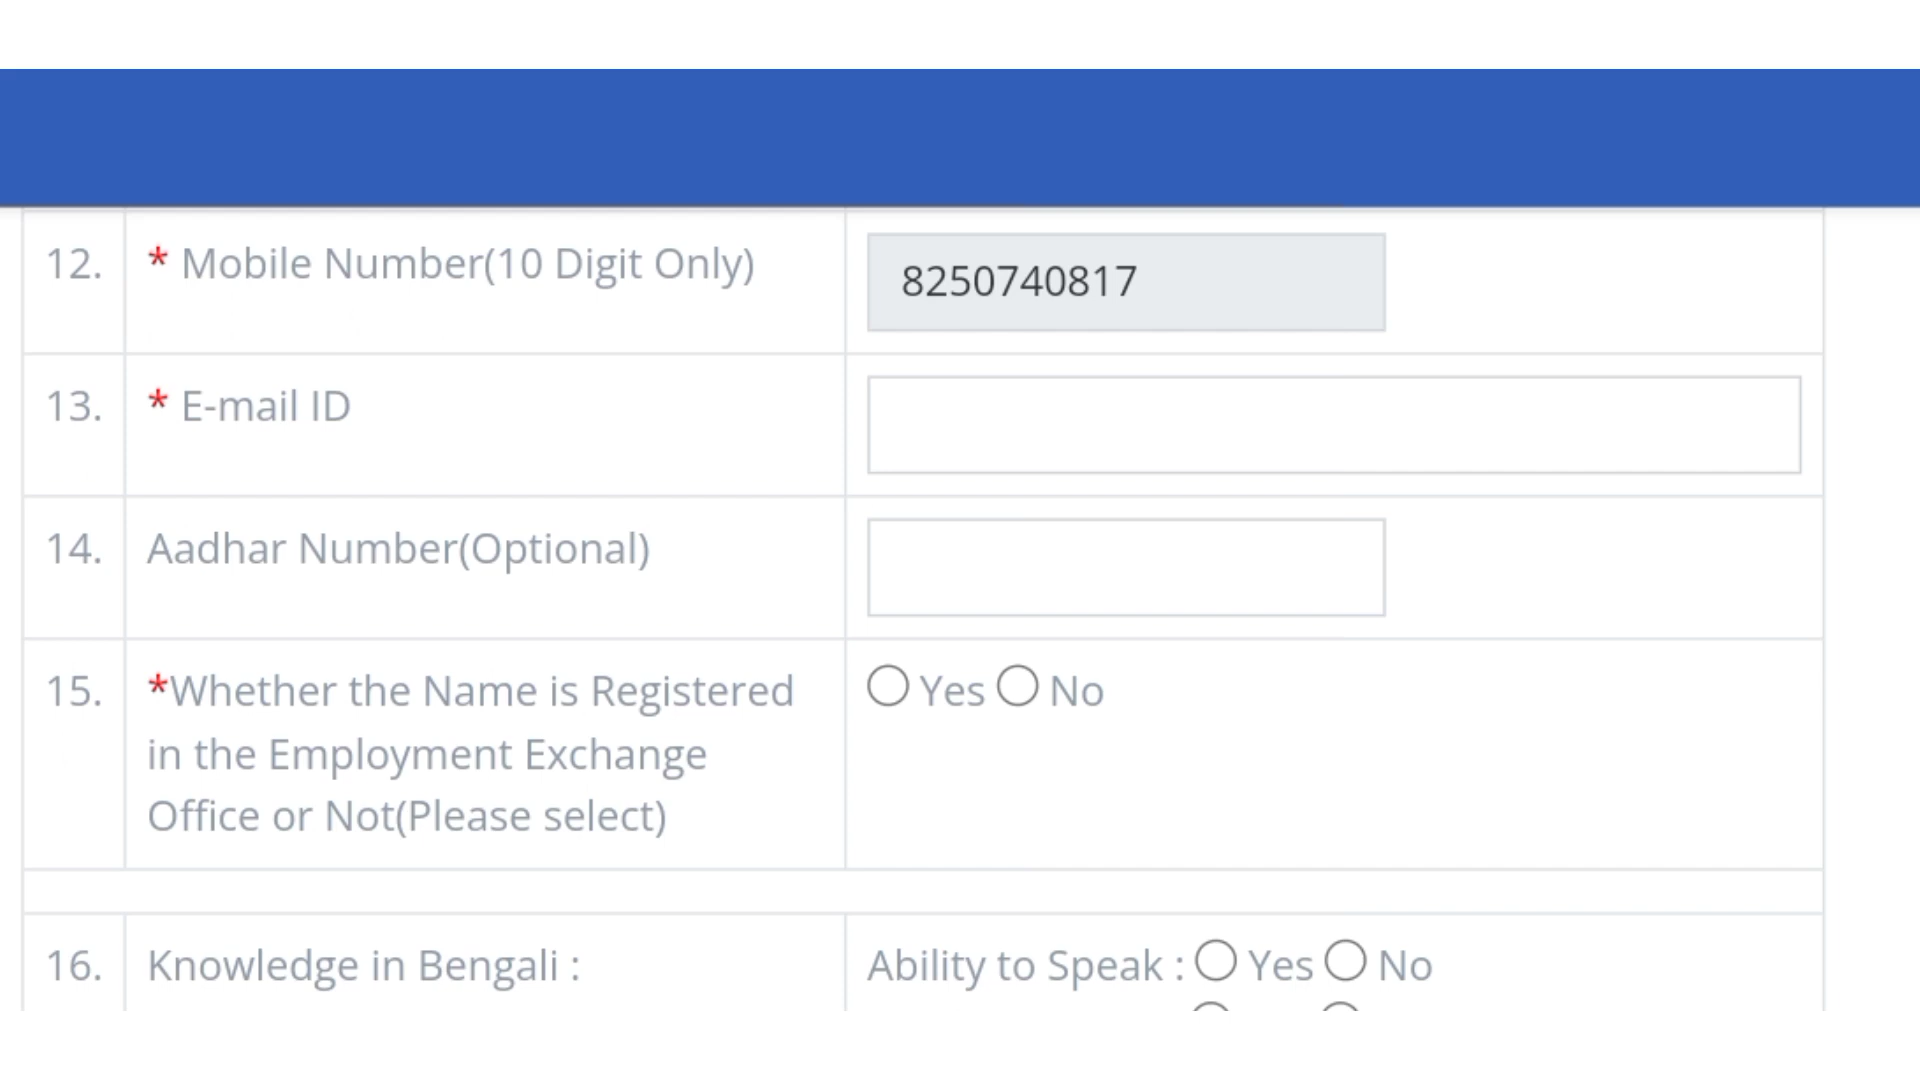 12. * Mobile Number(10 Digit Only) 8250740817
13. * E-mail ID
14. Aadhar Number(Optional)
15. *Whether the Name is Registered Yes No
in the Employment Exchange
Office or Not(Please select)
16. Knowledge in Bengali : Ability to Speak : Yes No